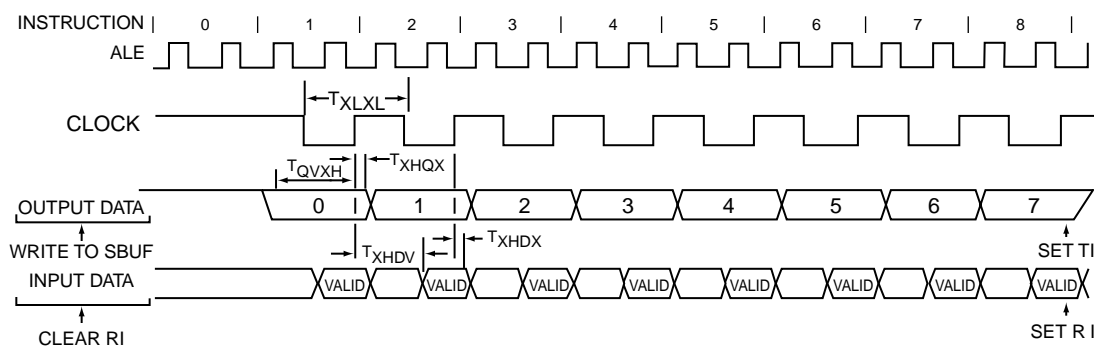 INSTRUCTION 0 1 2 3 4 5 6 7 8
ALE
TXLXL
CLOCK
TQVXH TXHQX
OUTPUT DATA 0 1 2 3 4 5 6 7
WRITE TO SBUF TXHDV TXHDX SET TI
INPUT DATA VALID VALID VALID VALID VALID VALID VALID VALID
CLEAR RI SET R I